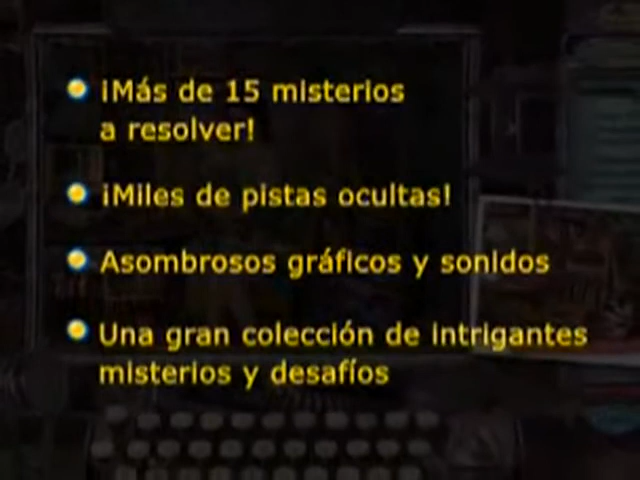 ¡Más de 15 misterios
a resolver!
¡Miles de pistas ocultas!
Asombrosos gráficos y sonidos
Una gran colección de intrigantes
misterios y desafíos